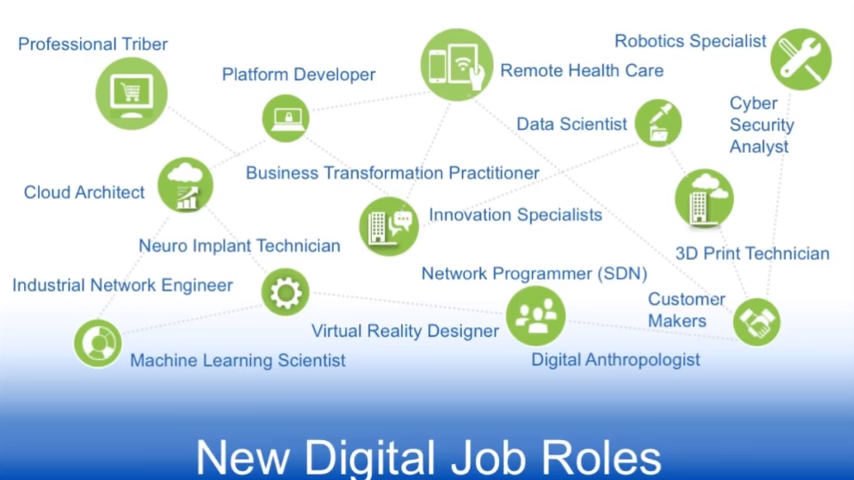 Professional Triber
Platform Developer
Remote Health Care
Robotics Specialist
Data Scientist
Cyber
Security
Analyst
Business Transformation Practitioner
Cloud Architect
Innovation Specialists
Neuro Implant Technician
3D Print Technician
Industrial Network Engineer
Network Programmer (SDN)
Customer
Makers
Virtual Reality Designer
Machine Learning Scientist
Digital Anthropologist
New Digital Job Roles